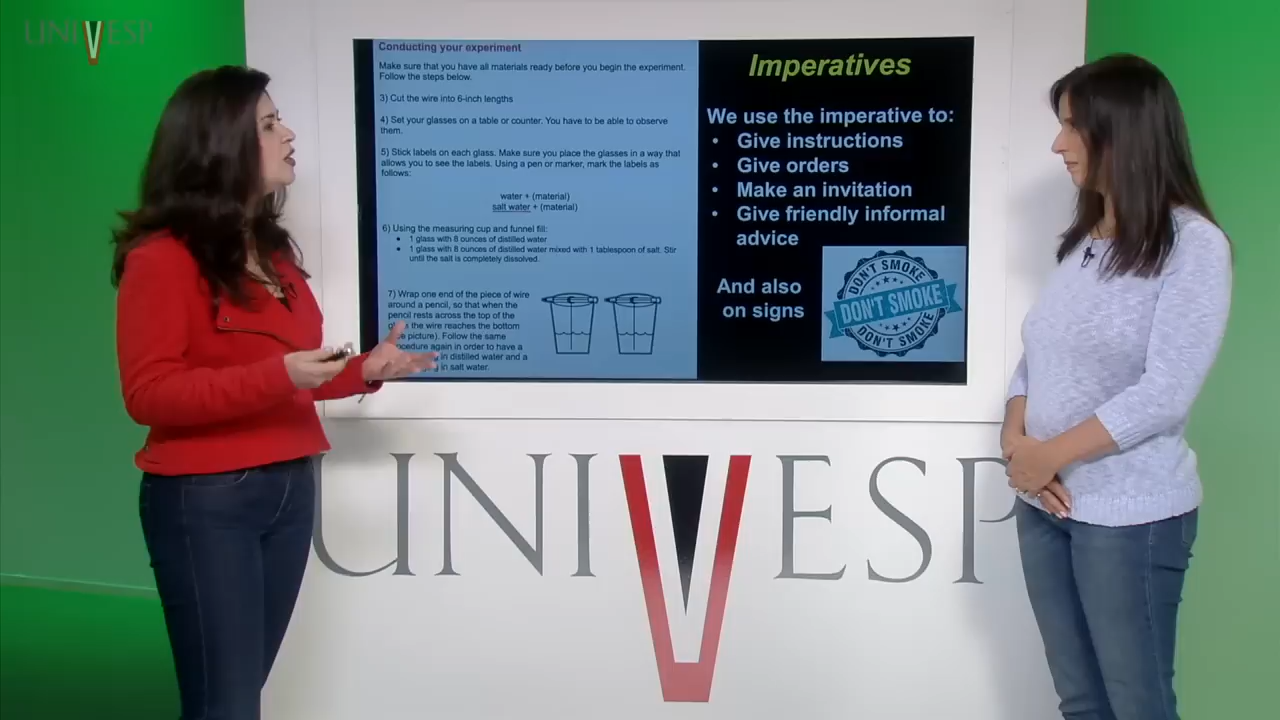 UNIVESP
Conducting your experiment
Make sure that you have all materials ready before you begin the experiment.
Follow the steps below.
3) Cut the wire into 6-inch lengths
4) Set your glasses on a table or counter. You have to be able to observe
them.
5) Stick labels on each glass. Make sure you place the glasses in a way that
allows you to see the labels. Using a pen or marker, mark the labels as
follows:
water + (material)
salt water + (material)
6) Using the measuring cup and funnel fill:
• 1 glass with 8 ounces of distilled water
• 1 glass with 8 ounces of distilled water mixed with 1 tablespoon of salt. Stir
until the salt is completely dissolved.
7) Wrap one end of the piece of wire
around a pencil, so that when the
pencil rests across the top of the
the wire reaches the bottom
picture). Follow the same
again in order to have a
in distilled water and a
in salt water.
Imperatives
We use the imperative to:
• Give instructions
• Give orders
• Make an invitation
• Give friendly informal
advice
And also
on signs
DON'T SMOKE
DON'T SMOKE
DON'T SMOKE
UNIVESP